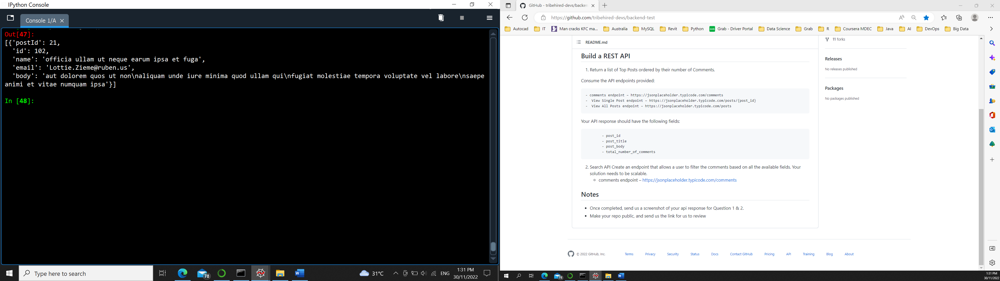 IPython Console
Console 1/A
Out[47]:
[{'postId': 21,
'id': 102,
'name': 'officia ullam ut neque earum ipsa et fuga',
'email': 'Lottie.Zieme@ruben.us',
'body': 'aut dolorem quos ut non\naliquam unde iure minima quod ullam qui\nfugiat molestiae tempora voluptate vel labore\nsaepe
animi et vitae numquam ipsa'}]
In [48]:
Type here to search
78
31°C
ENG
1:31 PM
30/11/2022
GitHub - tribehired-devs/backen
https://github.com/tribehired-devs/backend-test
Autocad IT Man cracks KFC ma... Australia MySQL Revit Python Grab - Driver Portal Data Science Grab R Coursera MDEC Java AI DevOps Big Data
README.md
Build a REST API
1. Return a list of Top Posts ordered by their number of Comments.
Consume the API endpoints provided:
- comments endpoint – https://jsonplaceholder.typicode.com/comments
- View Single Post endpoint – https://jsonplaceholder.typicode.com/posts/{post_id}
- View All Posts endpoint – https://jsonplaceholder.typicode.com/posts
Your API response should have the following fields:
- post_id
- post_title
- post_body
- total_number_of_comments
2. Search API Create an endpoint that allows a user to filter the comments based on all the available fields. Your
solution needs to be scalable.
comments endpoint – https://jsonplaceholder.typicode.com/comments
Notes
• Once completed, send us a screenshot of your api response for Question 1 & 2.
• Make your repo public, and send us the link for us to review
11 forks
Releases
No releases published
Packages
No packages published
© 2022 GitHub, Inc. Terms Privacy Security Status Docs Contact GitHub Pricing API Training Blog About
78
1:31 PM
30/11/202